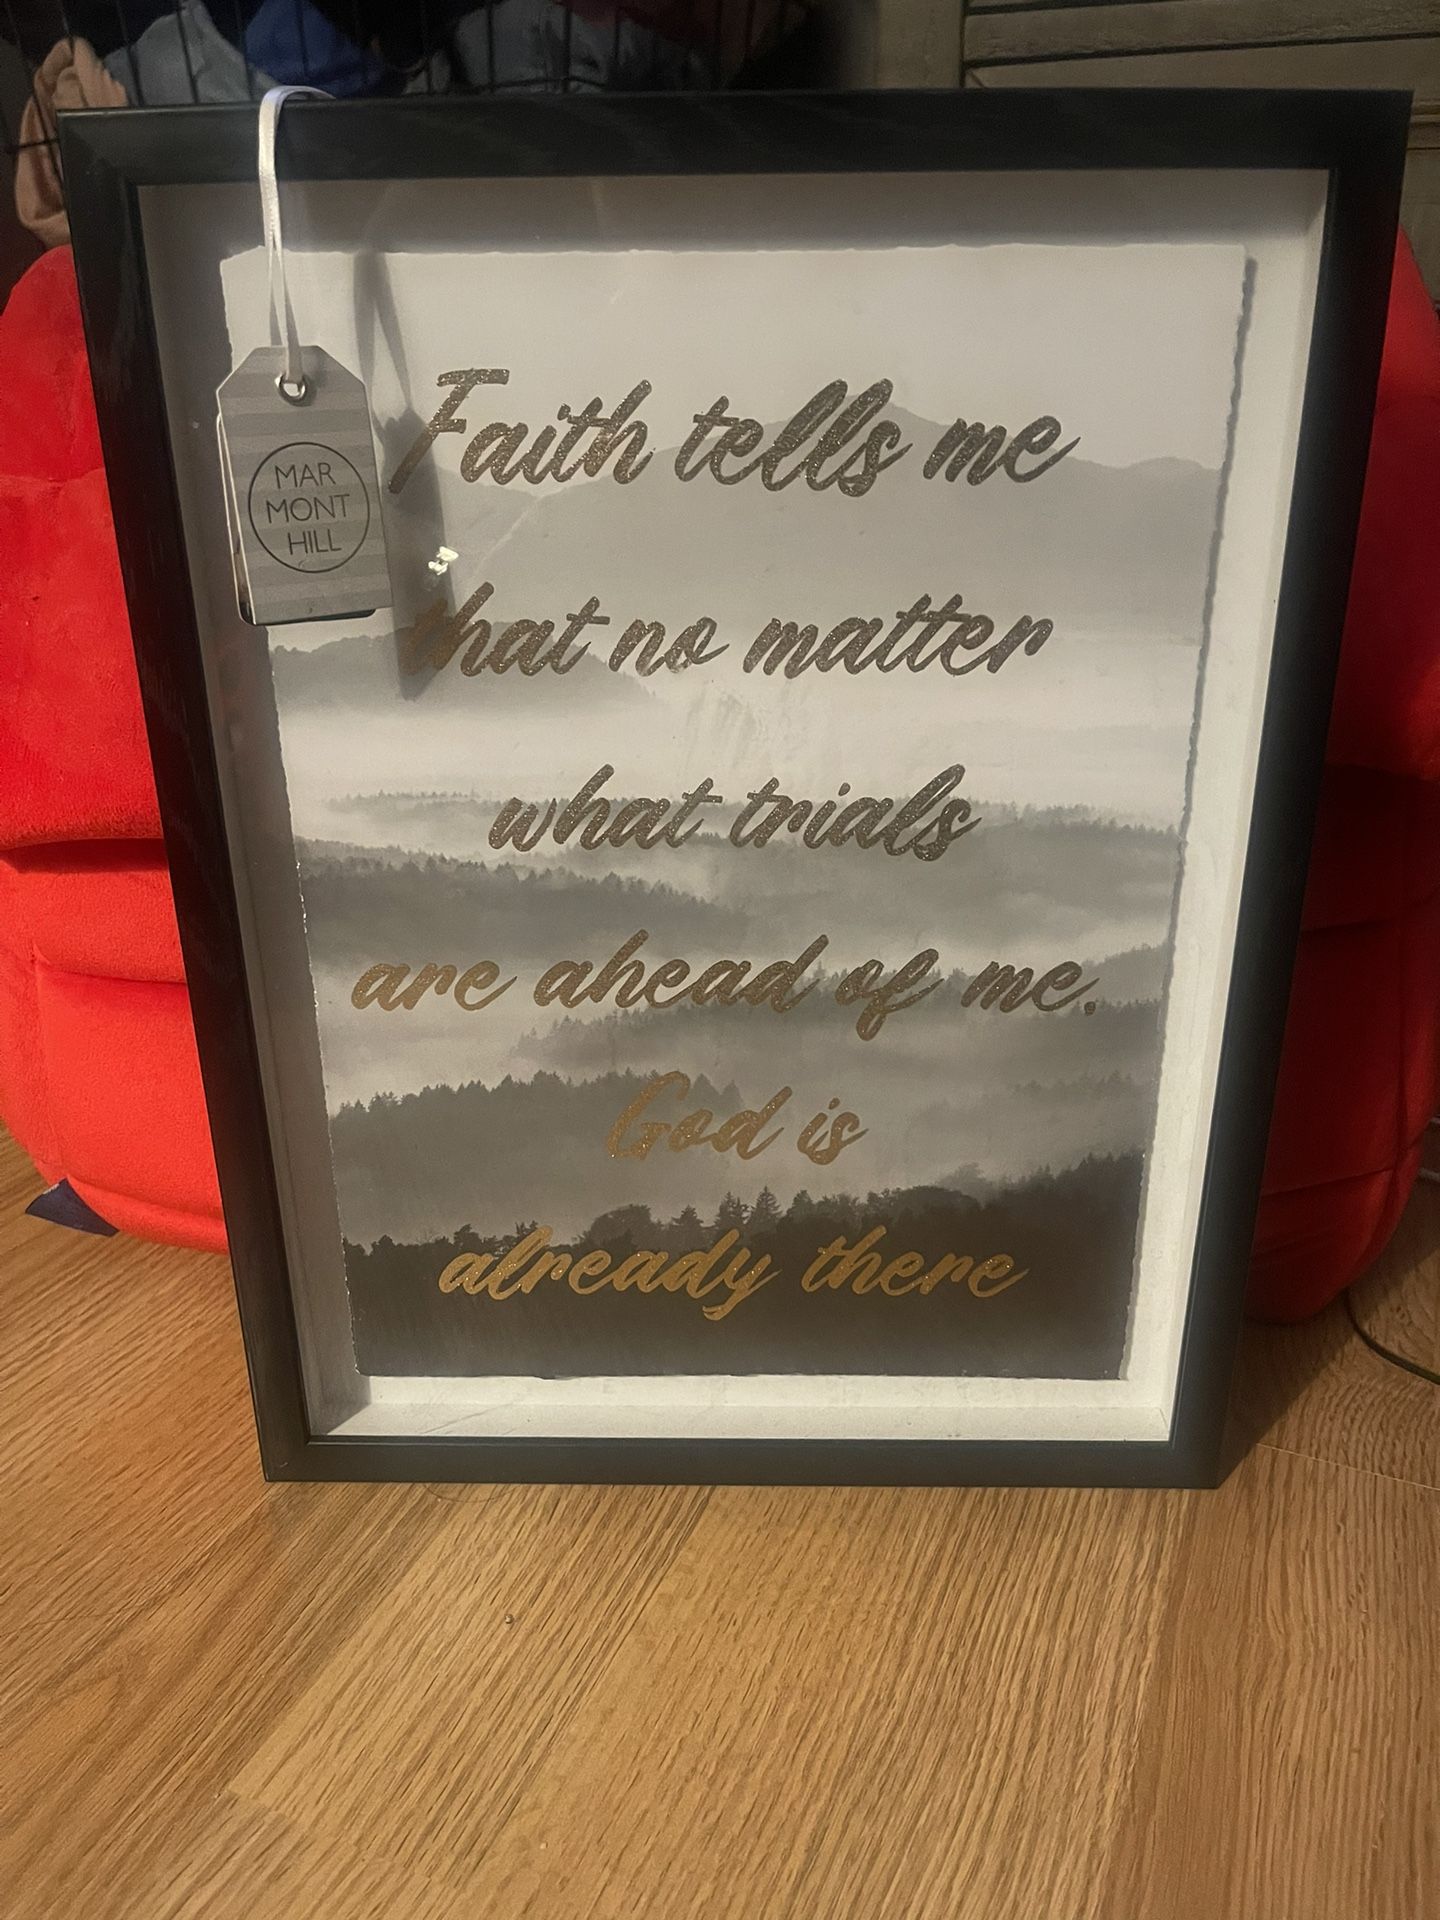 MAR
MONT
HILL
Faith tells me
that no matter
what trials
are ahead of me.
God is
already there